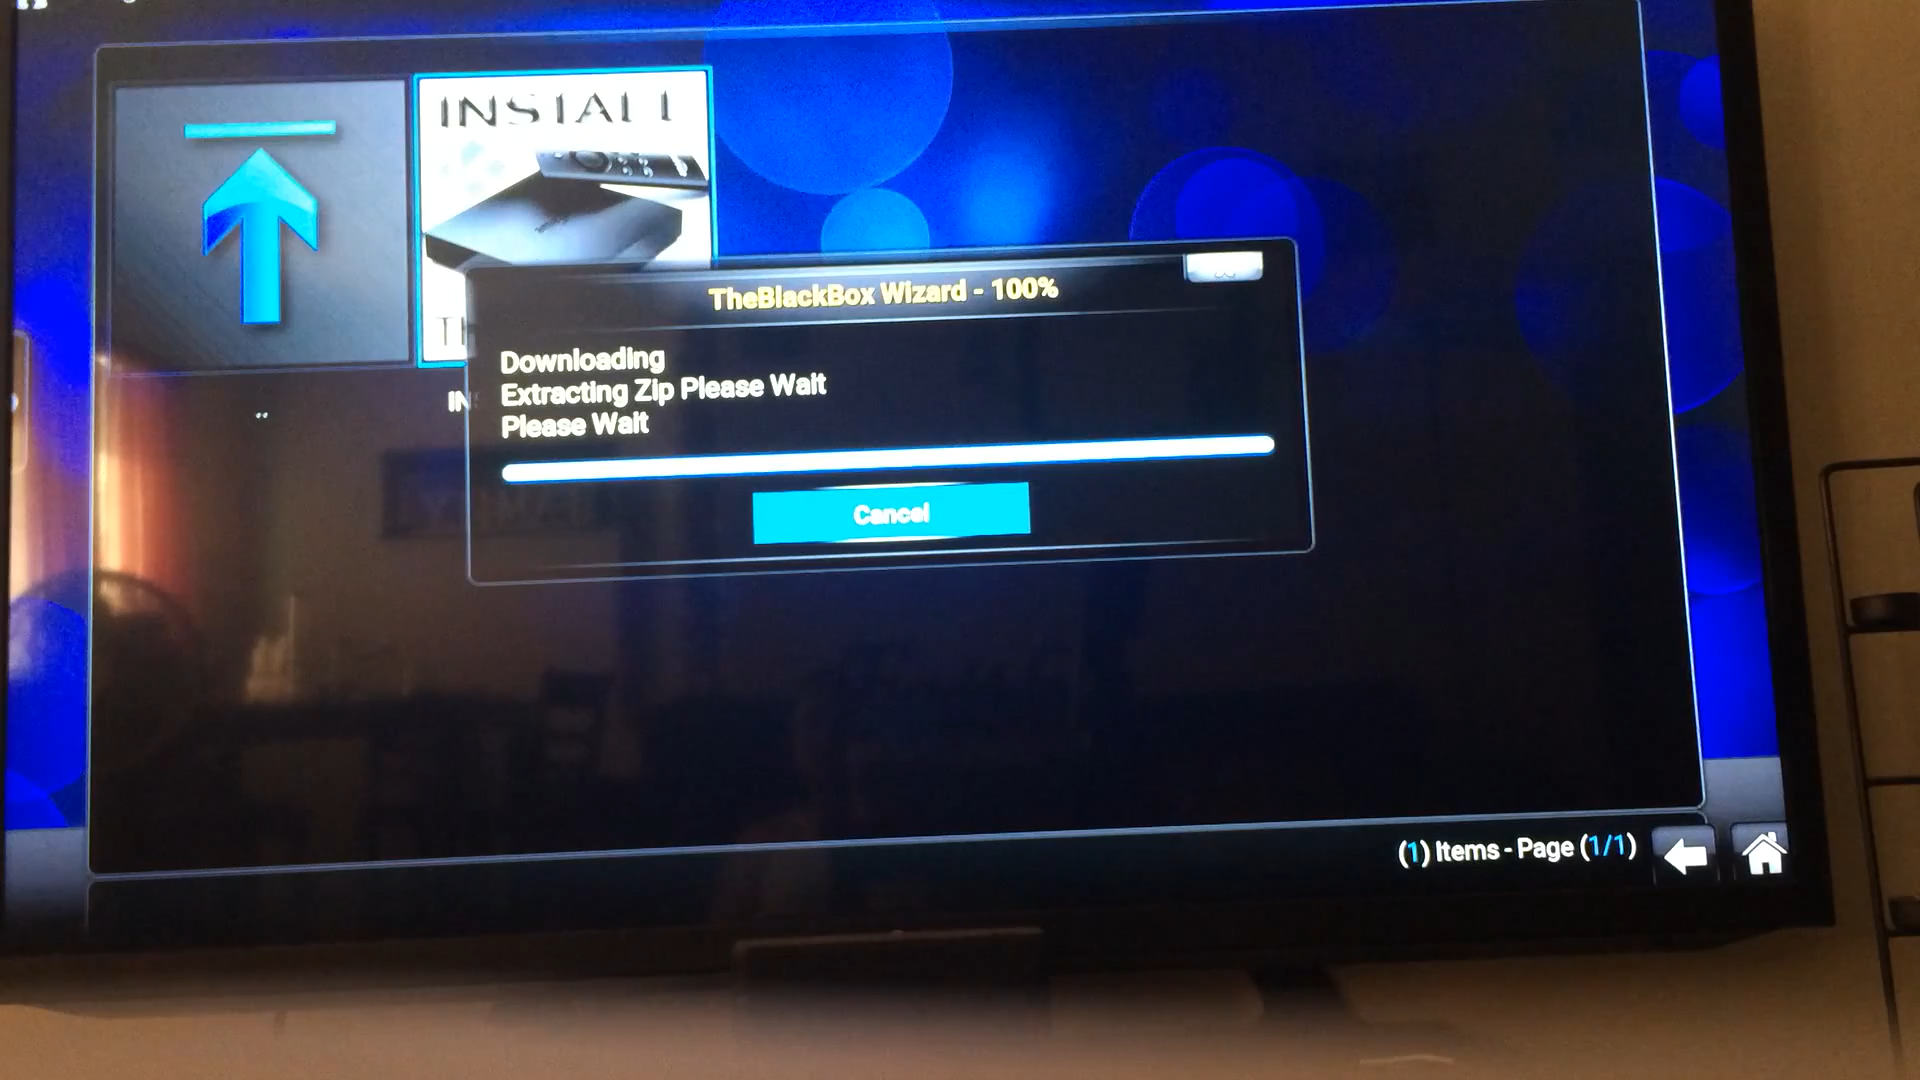 INSTALL
TheBlackBox Wizard - 100%
Downloading
Extracting Zip Please Wait
Please Wait
Cancel
..
(1) Items - Page (1/1)